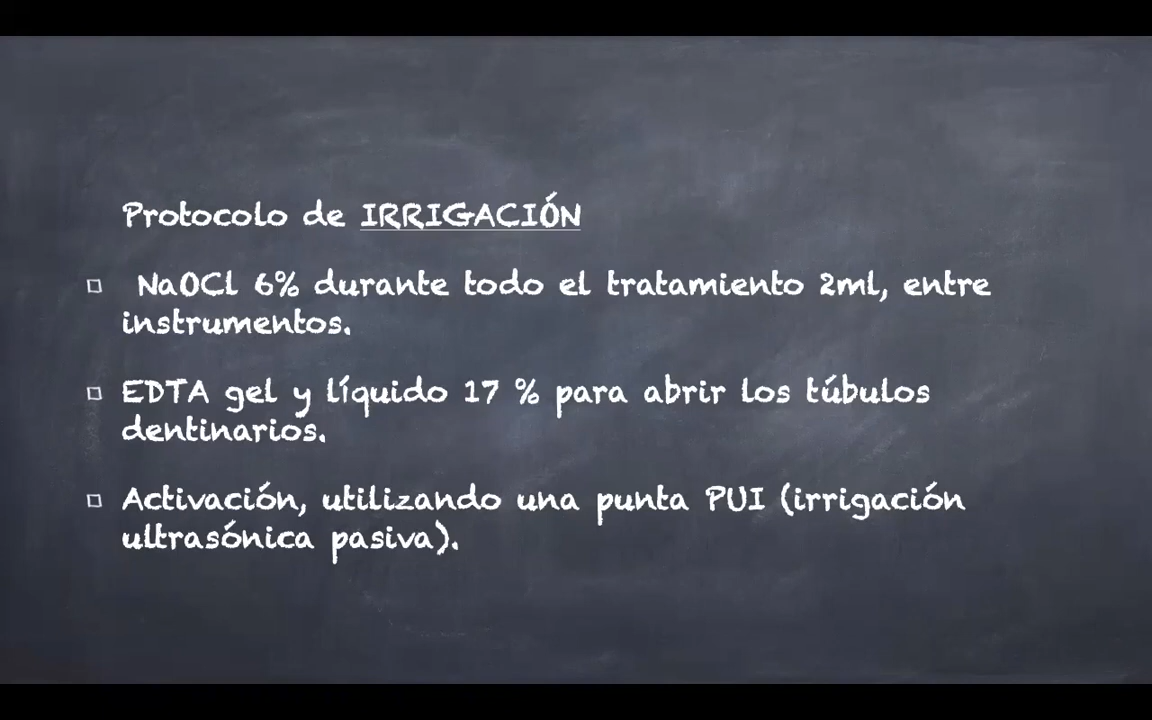 Protocolo de IRRIGACIÓN
NaOCl 6% durante todo el tratamiento 2ml, entre
instrumentos.
EDTA gel y líquido 17 % para abrir los túbulos
dentinarios.
Activación, utilizando una punta PUI (irrigación
ultrasónica pasiva).